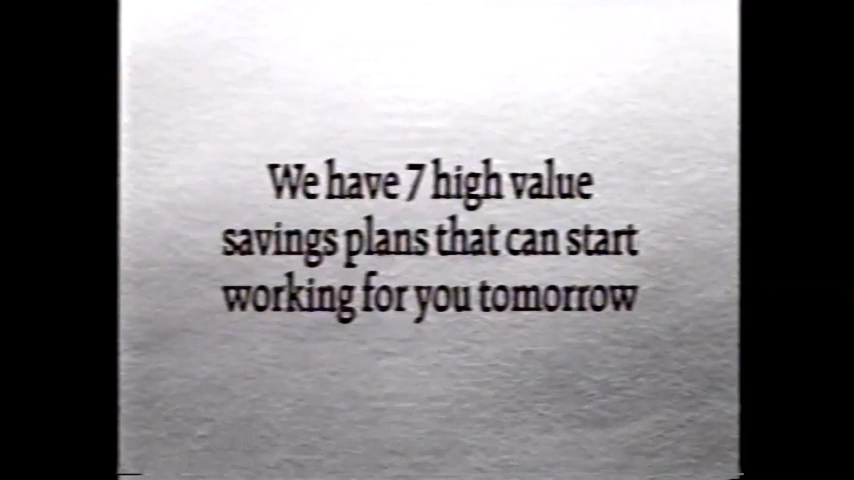 We have 7 high value
savings plans that can start
working for you tomorrow